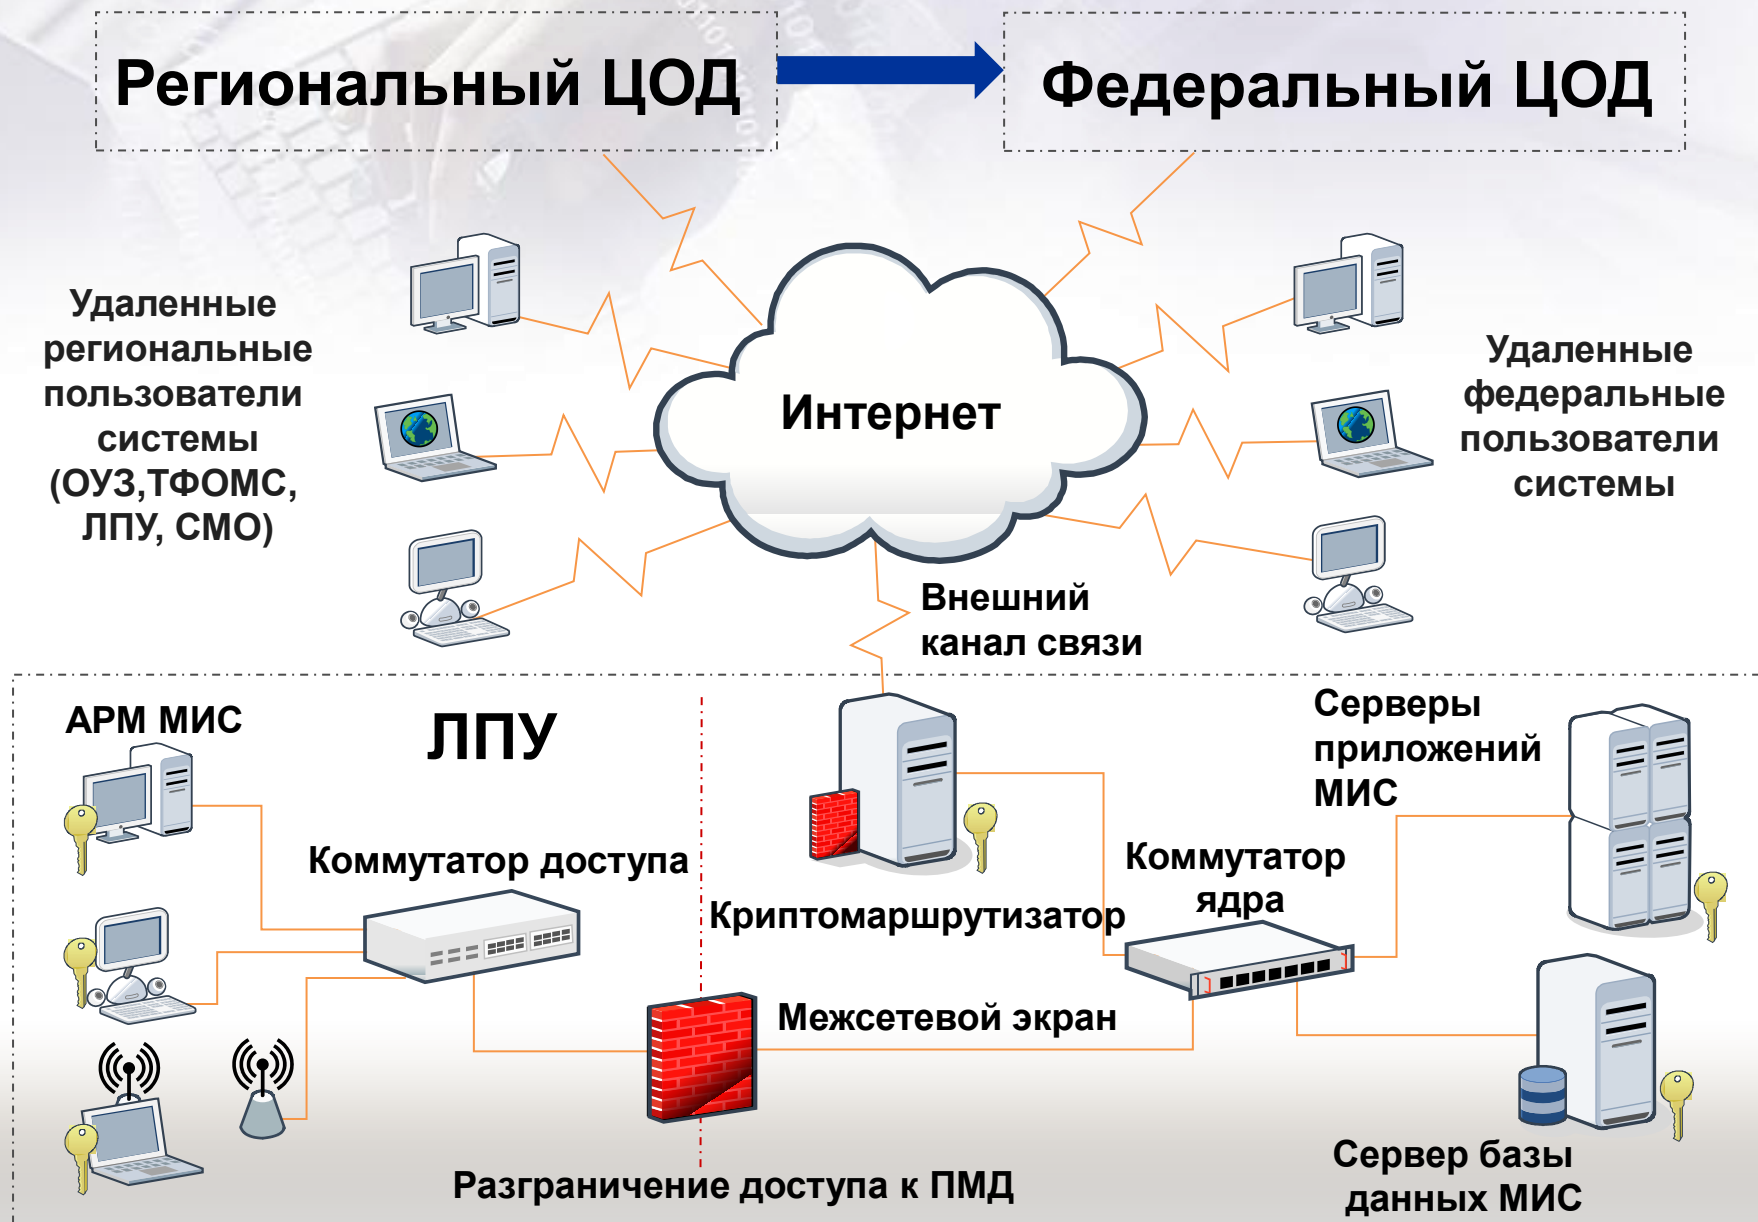 Региональный ЦОД
Федеральный ЦОД
Удаленные
региональные
пользователи
системы
(ОУЗ,ТФОМС,
ЛПУ, СМО)
Интернет
Удаленные
федеральные
пользователи
системы
Внешний
канал связи
АРМ МИС
ЛПУ
Серверы
приложений
МИС
Коммутатор доступа
Коммутатор
ядра
Криптомаршрутизатор
Межсетевой экран
Разграничение доступа к ПМД
Сервер базы
данных МИС